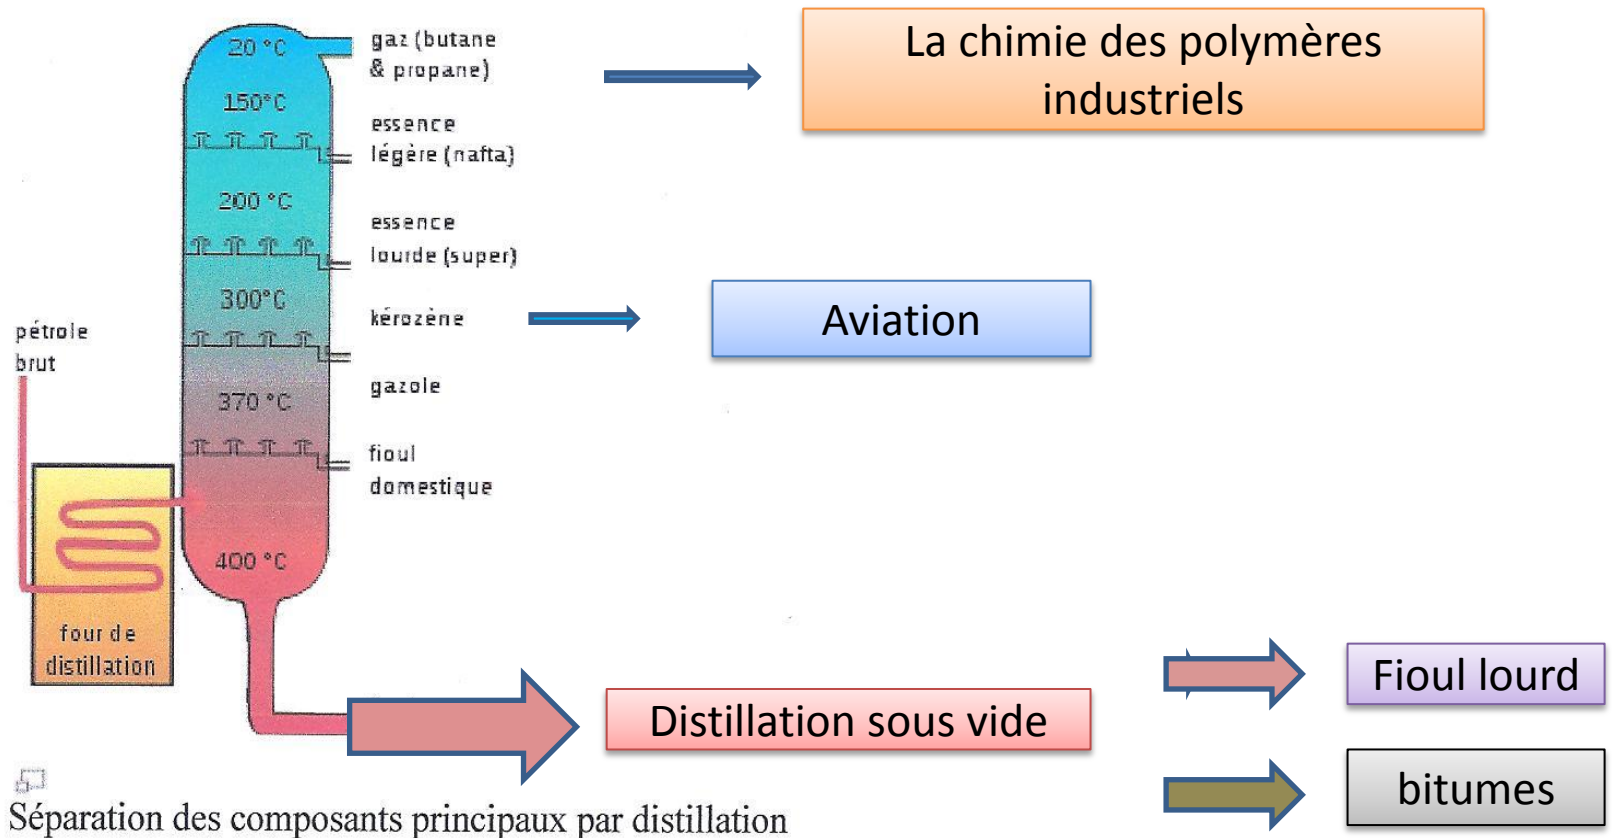 20 °C
gaz (butane
& propane)
La chimie des polymères
industriels
150°C
essence
légère (nafta)
200 °C
essence
lourde (super)
300°C
kérozène
Aviation
pétrole
brut
gazole
370 °C
fioul
domestique
400 °C
four de
distillation
Distillation sous vide
Fioul lourd
bitumes
Séparation des composants principaux par distillation